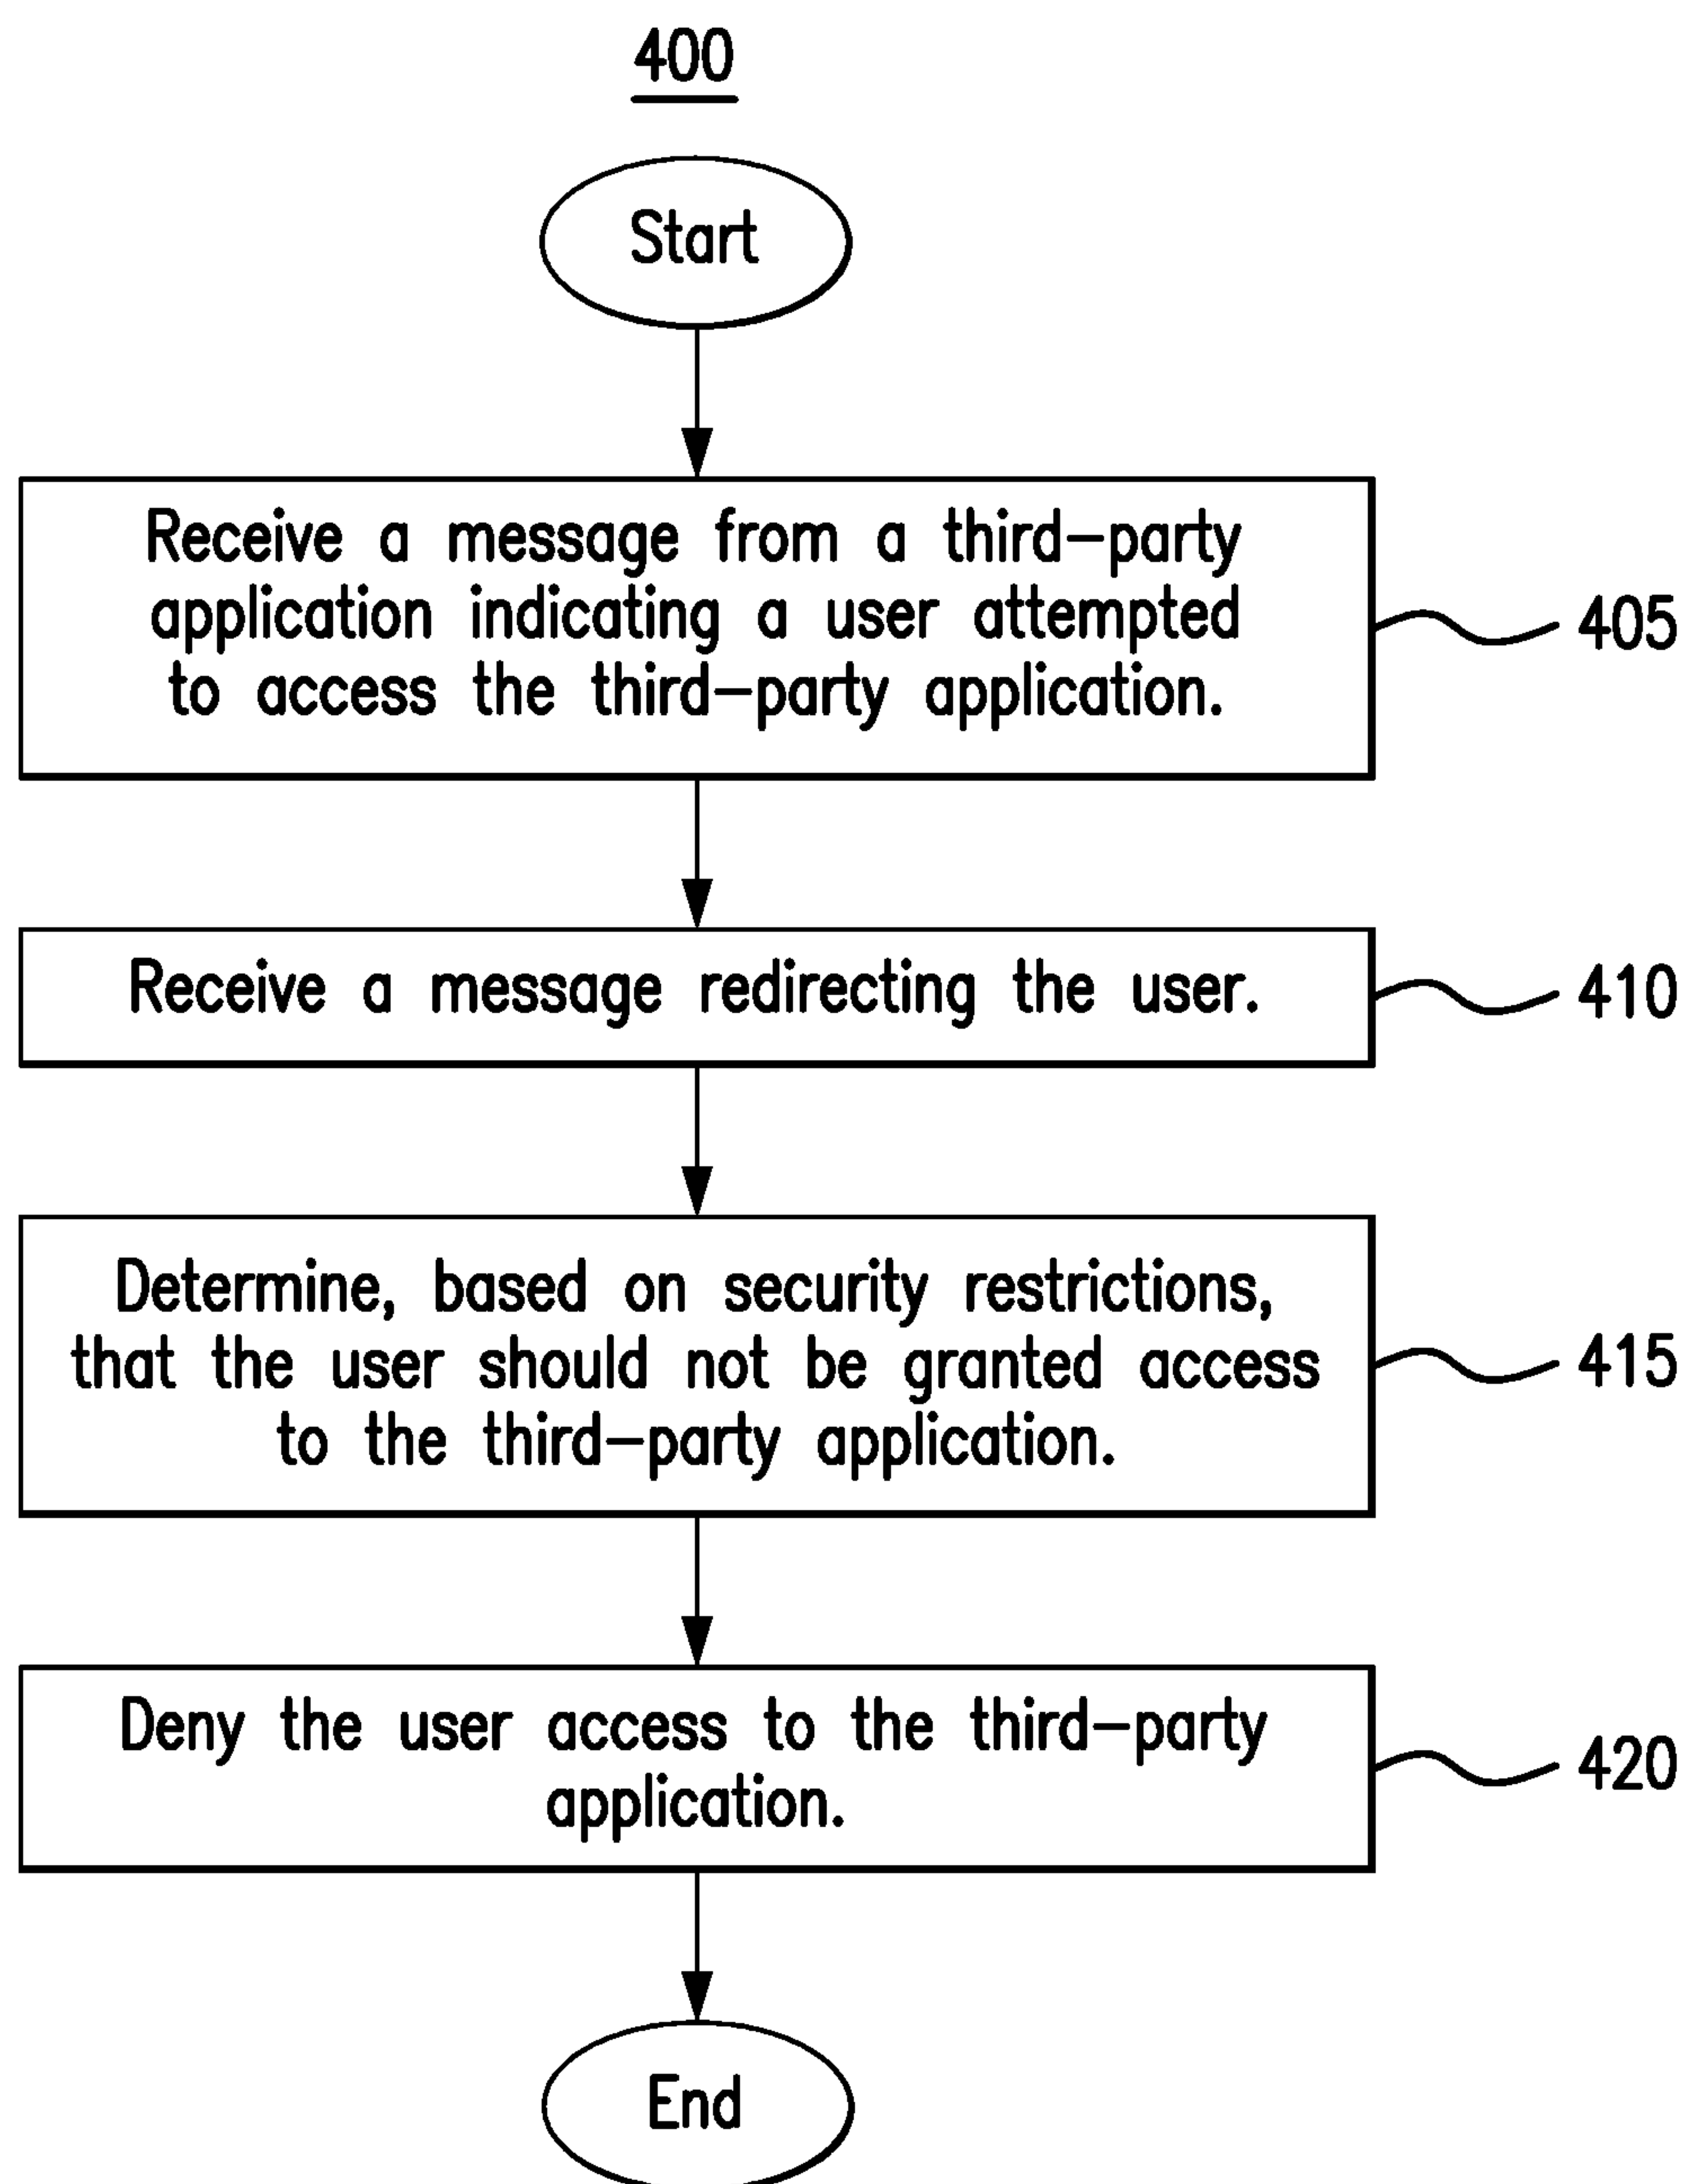 400
Start
Receive a message from a third-party
application indicating a user attempted
to access the third-party application.
405
Receive a message redirecting the user.
410
Determine, based on security restrictions,
that the user should not be granted access
to the third-party application.
415
Deny the user access to the third-party
application.
420
End